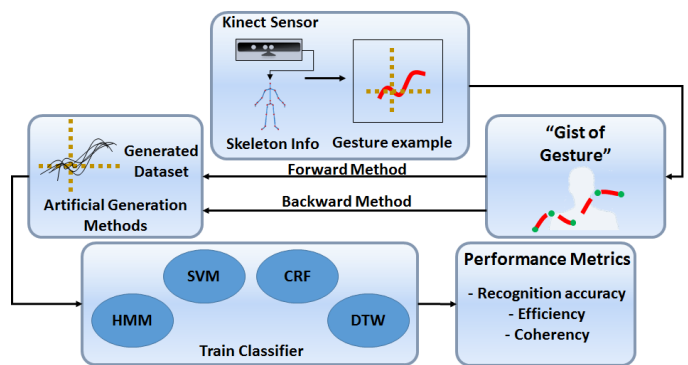 Kinect Sensor
Skeleton Info
Gesture example
"Gist of
Gesture"
Forward Method
Backward Method
Generated
Dataset
Artificial Generation
Methods
SVM
CRF
HMM
DTW
Train Classifier
Performance Metrics
- Recognition accuracy
- Efficiency
- Coherency